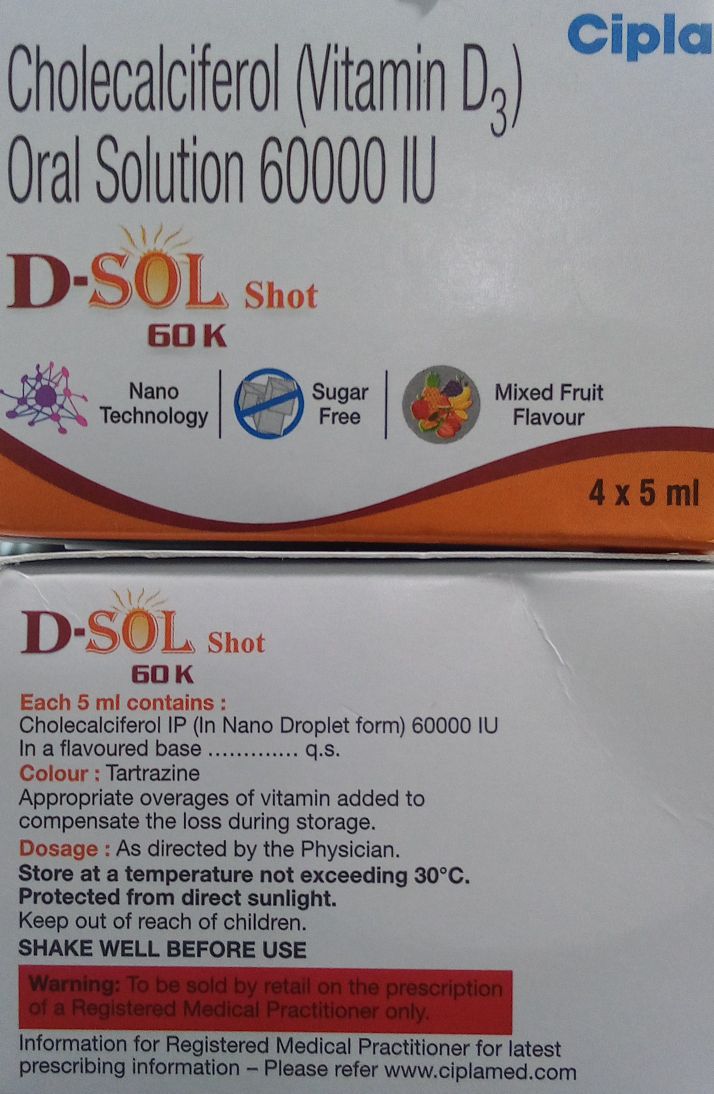 Cipla
Cholecalciferol (Vitamin D3)
Oral Solution 60000 IU
D-SOL Shot
60 K
Nano
Technology
Sugar
Free
Mixed Fruit
Flavour
4 x 5 ml
D-SOL Shot
60 K
Each 5 ml contains :
Cholecalciferol IP (In Nano Droplet form) 60000 IU
In a flavoured base ............. q.s.
Colour : Tartrazine
Appropriate overages of vitamin added to
compensate the loss during storage.
Dosage : As directed by the Physician.
Store at a temperature not exceeding 30°C.
Protected from direct sunlight.
Keep out of reach of children.
SHAKE WELL BEFORE USE
Warning: To be sold by retail on the prescription
of a Registered Medical Practitioner only.
Information for Registered Medical Practitioner for latest
prescribing information – Please refer www.ciplamed.com